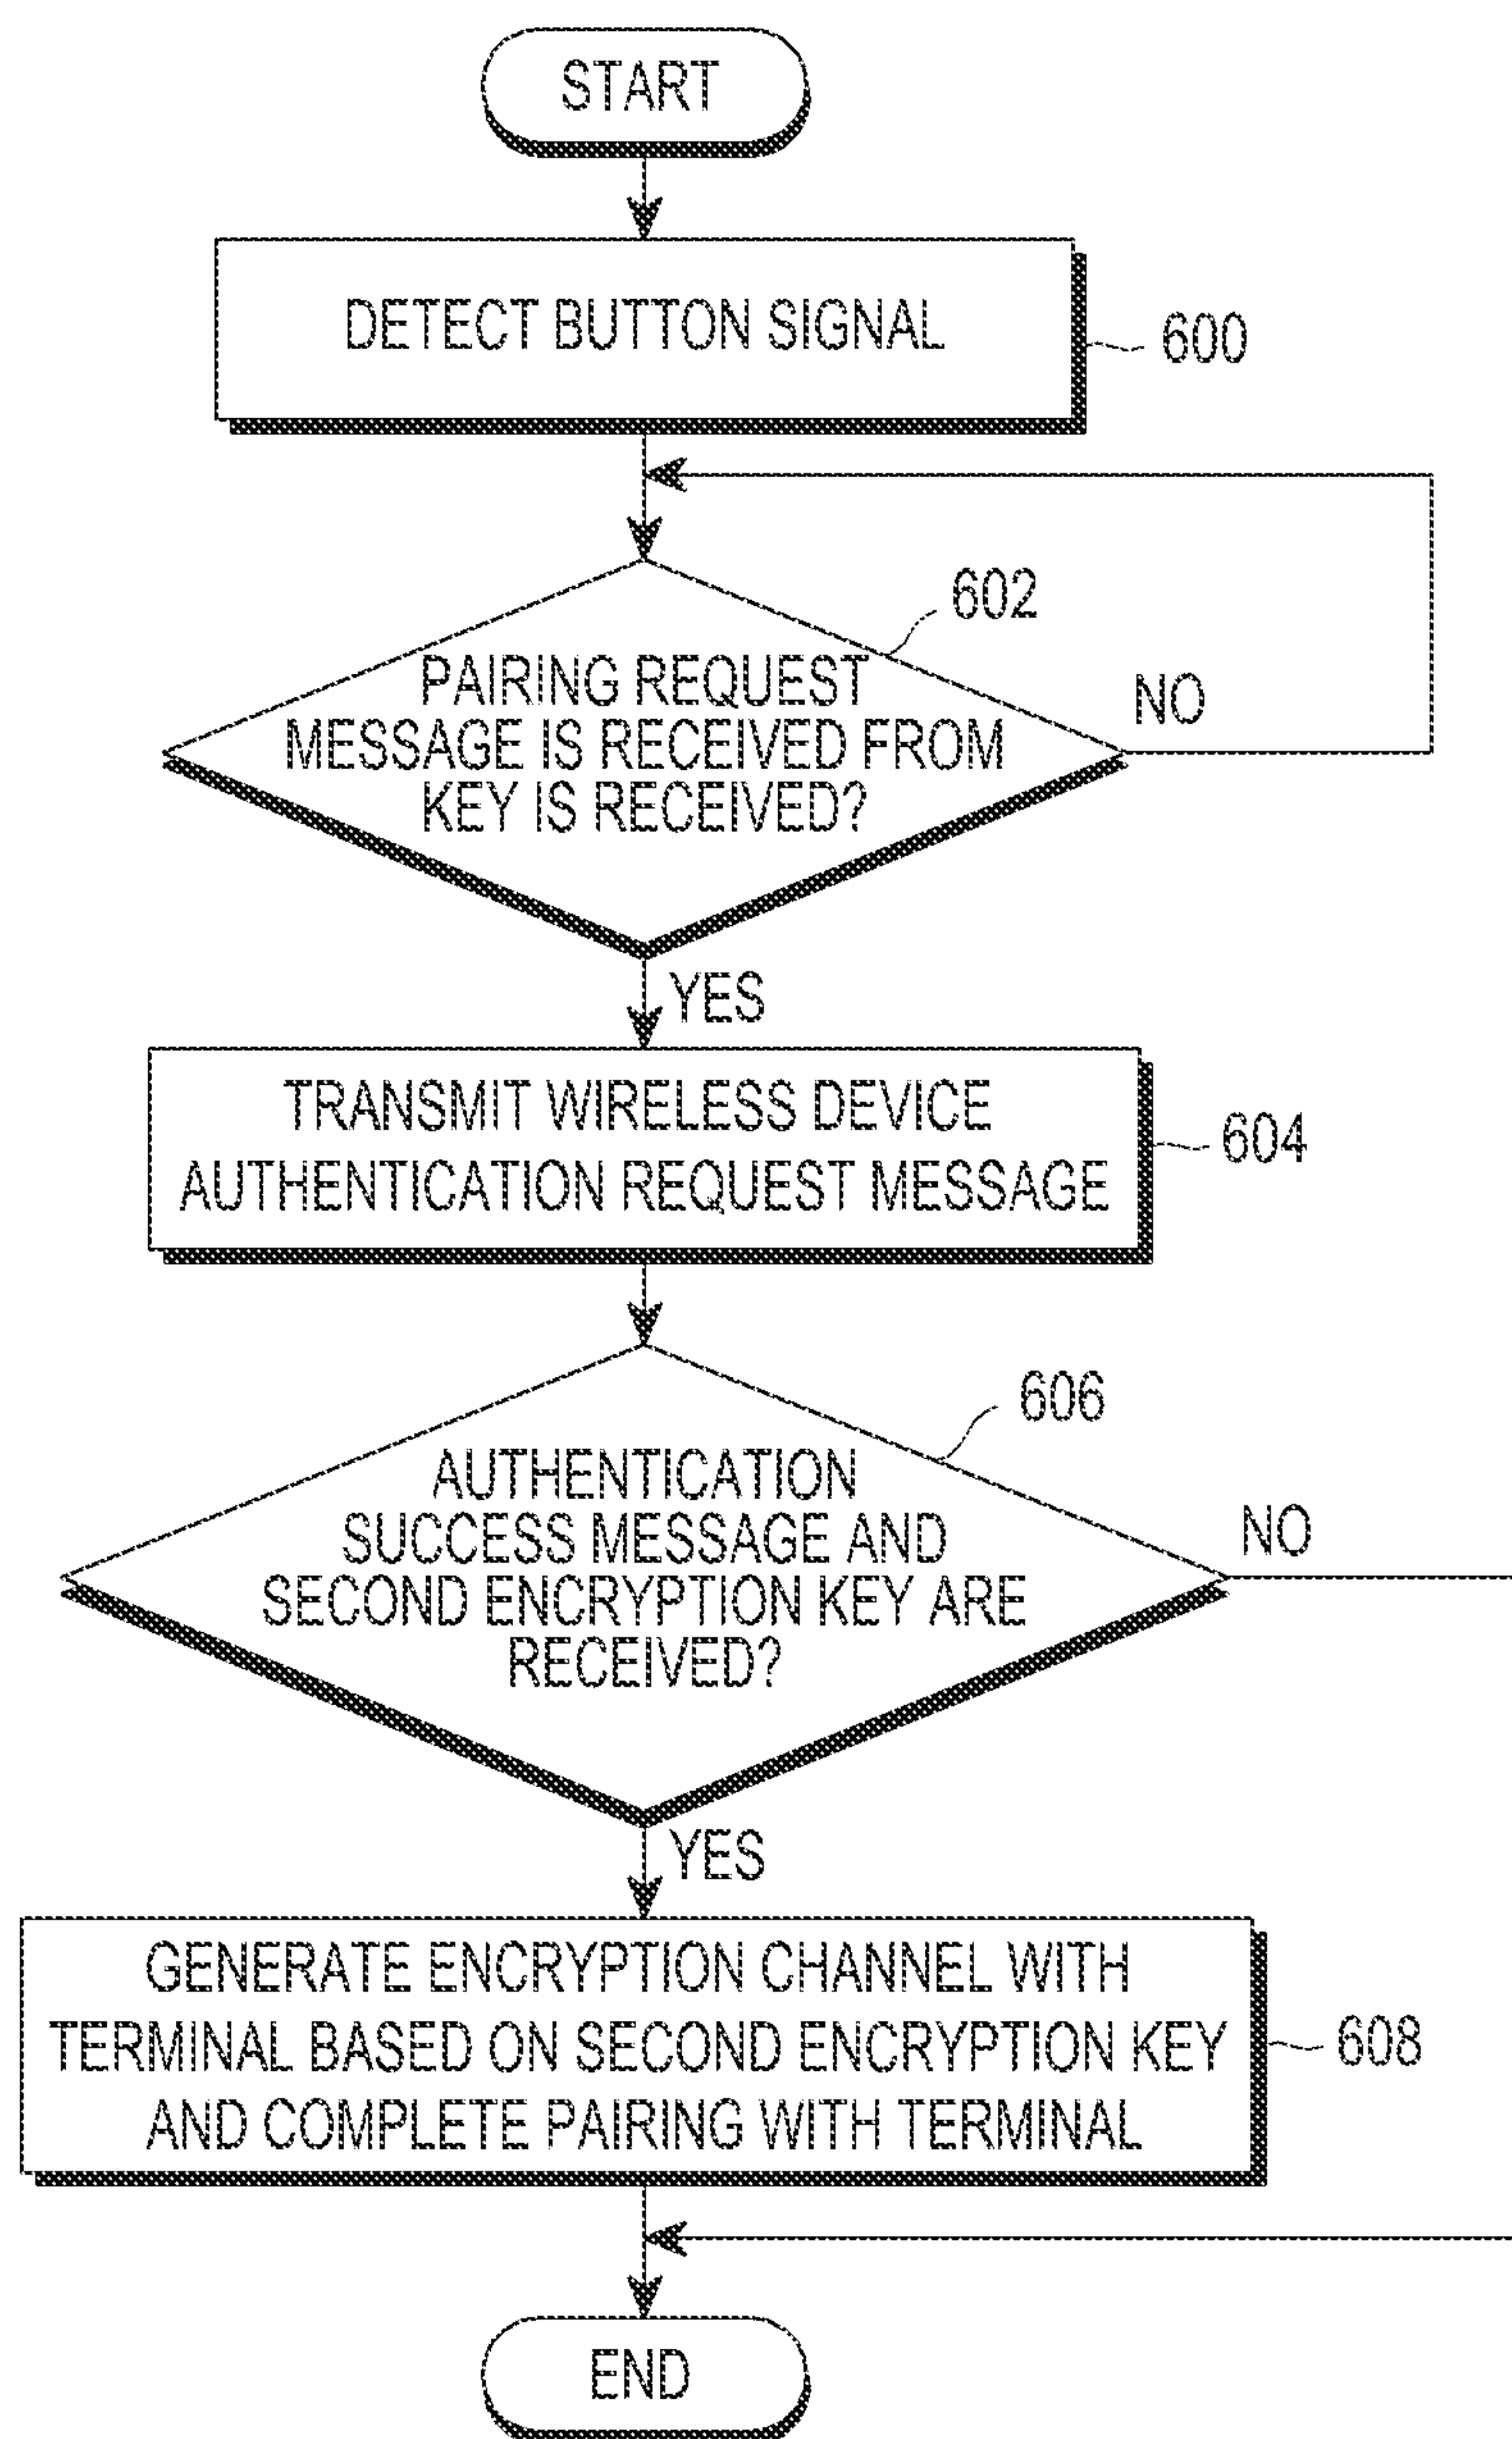 START
DETECT BUTTON SIGNAL
600
602
PAIRING REQUEST
MESSAGE IS RECEIVED FROM
KEY IS RECEIVED?
NO
YES
TRANSMIT WIRELESS DEVICE
AUTHENTICATION REQUEST MESSAGE
604
606
AUTHENTICATION
SUCCESS MESSAGE AND
SECOND ENCRYPTION KEY ARE
RECEIVED?
NO
YES
GENERATE ENCRYPTION CHANNEL WITH
TERMINAL BASED ON SECOND ENCRYPTION KEY
AND COMPLETE PAIRING WITH TERMINAL
608
END